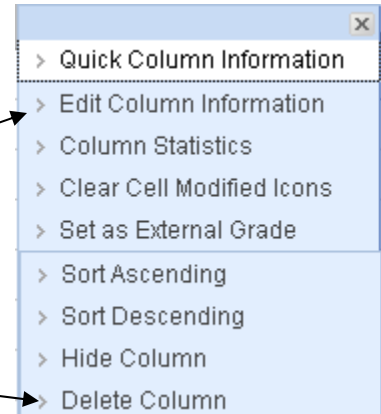 Quick Column Information
Edit Column Information
Column Statistics
Clear Cell Modified Icons
Set as External Grade
Sort Ascending
Sort Descending
Hide Column
Delete Column